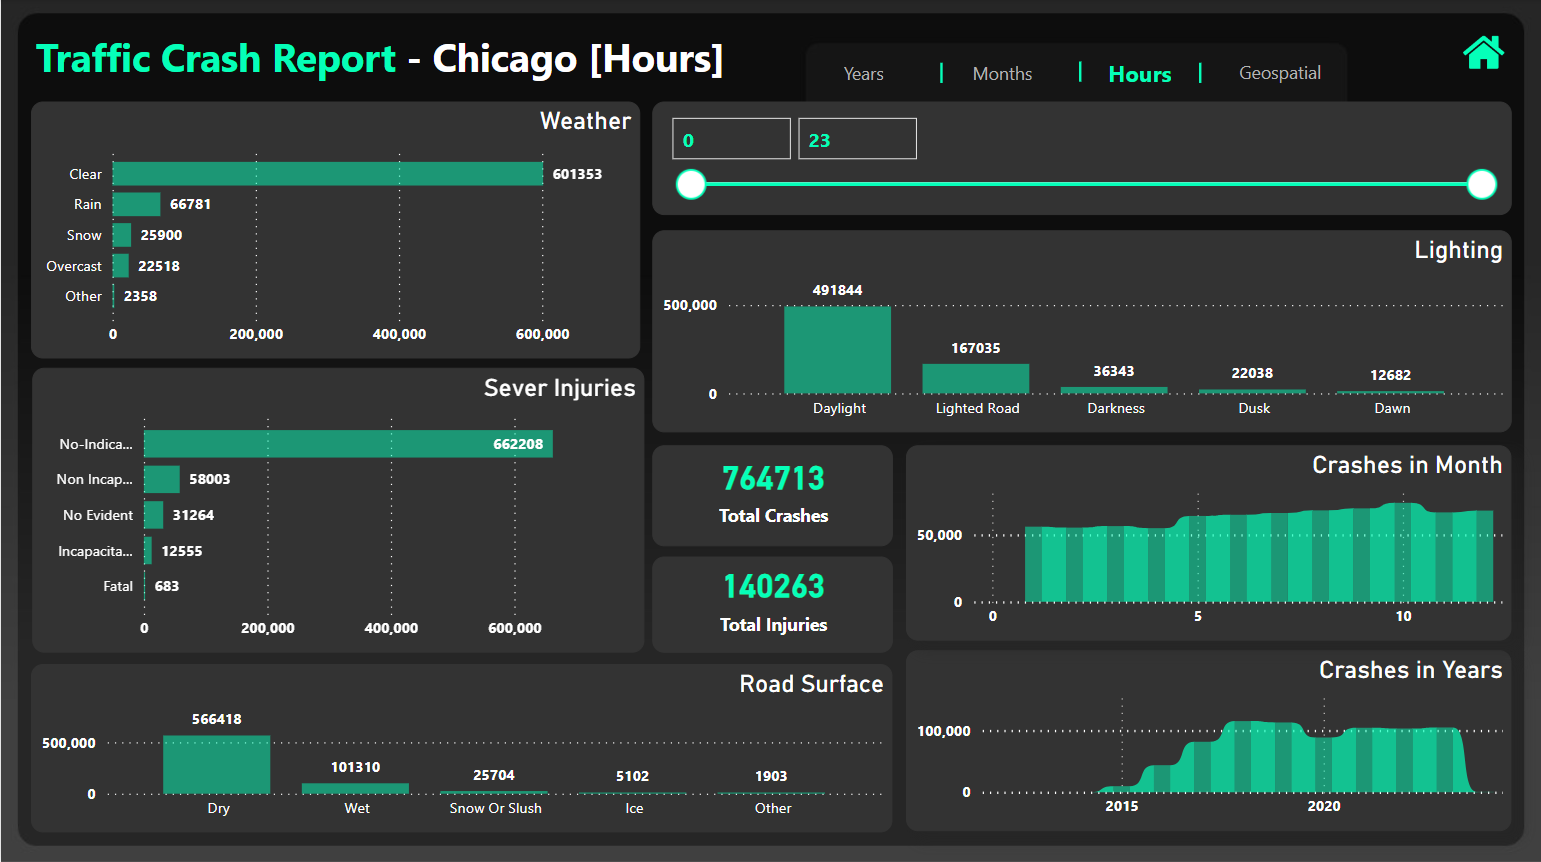 Traffic Crash Report - Chicago [Hours]
Years | Months | Hours | Geospatial
Weather
Clear 601353
Rain 66781
Snow 25900
Overcast 22518
Other 2358
0 200,000 400,000 600,000
0 23
Lighting
500,000
0
491844 167035 36343 22038 12682
Daylight Lighted Road Darkness Dusk Dawn
Sever Injuries
No-Indica... 662208
Non Incap... 58003
No Evident 31264
Incapacita... 12555
Fatal 683
0 200,000 400,000 600,000
764713
Total Crashes
140263
Total Injuries
Crashes in Month
50,000
0
0 5 10
Road Surface
500,000
0
566418 101310 25704 5102 1903
Dry Wet Snow Or Slush Ice Other
Crashes in Years
100,000
0
2015 2020